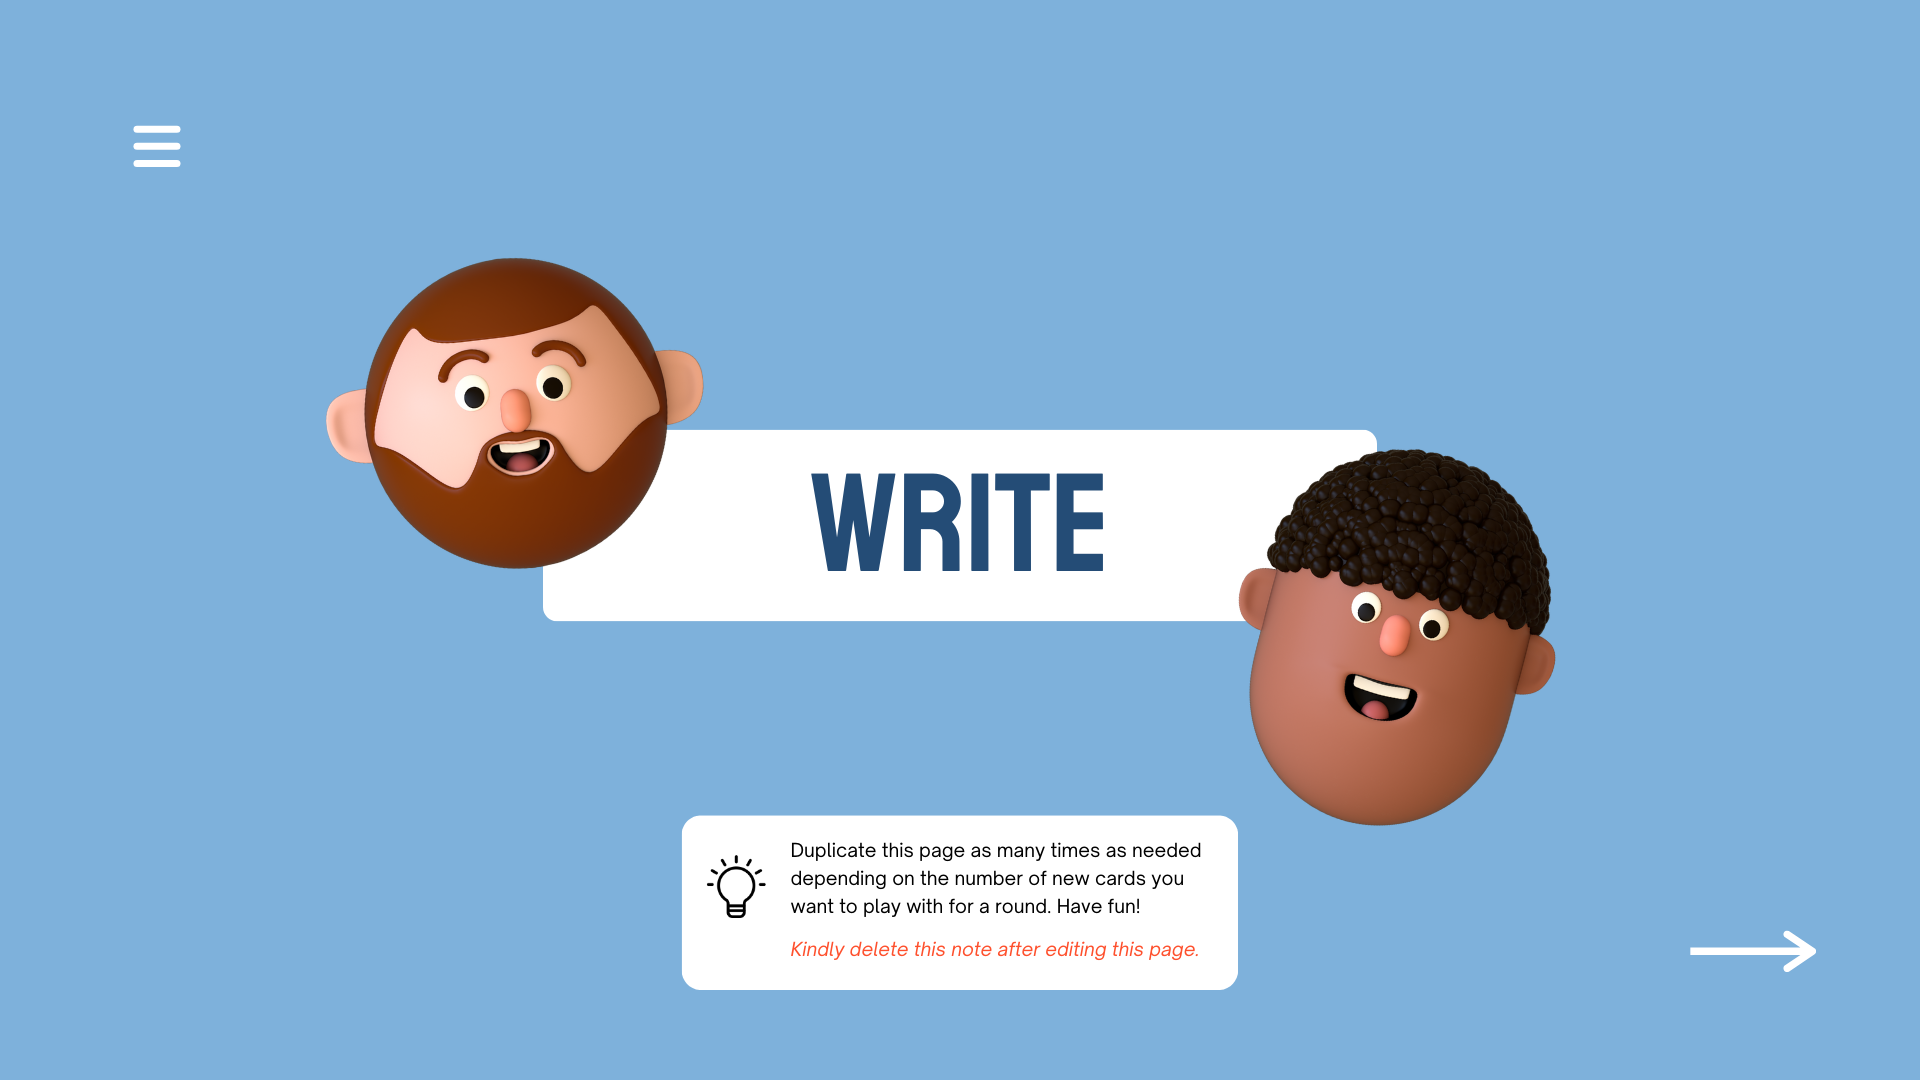 WRITE
Duplicate this page as many times as needed
depending on the number of new cards you
want to play with for a round. Have fun!
Kindly delete this note after editing this page.